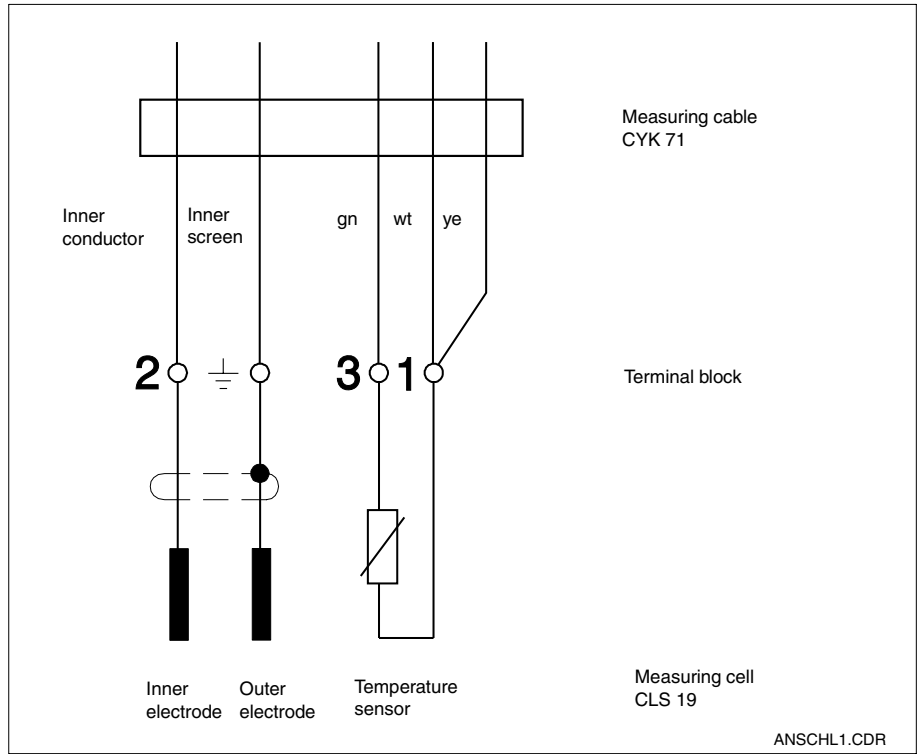 Measuring cable
CYK 71
Inner
conductor
Inner
screen
gn
wt
ye
2
3
1
Terminal block
Inner
electrode
Outer
electrode
Temperature
sensor
Measuring cell
CLS 19
ANSCHL1.CDR